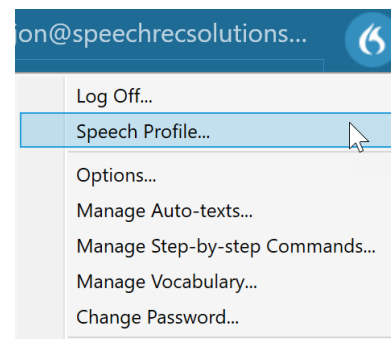 ion@speechrecsolutions...
Log Off...
Speech Profile...
Options...
Manage Auto-texts...
Manage Step-by-step Commands...
Manage Vocabulary...
Change Password...